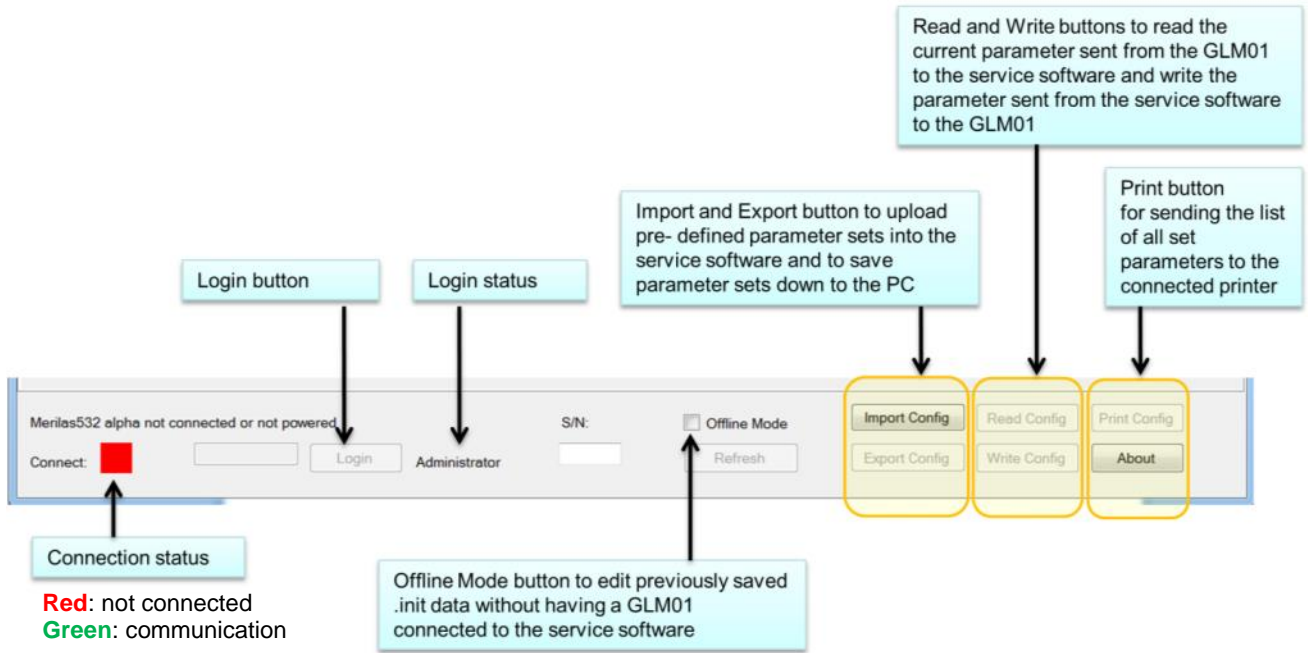 Read and Write buttons to read the
current parameter sent from the GLM01
to the service software and write the
parameter sent from the service software
to the GLM01
Import and Export button to upload
pre- defined parameter sets into the
service software and to save
parameter sets down to the PC
Print button
for sending the list
of all set
parameters to the
connected printer
Login button
Login status
Merilas532 alpha not connected or not powered
S/N:
Offline Mode
Import Config
Read Config
Print Config
Connect:
Login
Administrator
Refresh
Export Config
Write Config
About
Connection status
Red: not connected
Green: communication
Offline Mode button to edit previously saved
.init data without having a GLM01
connected to the service software